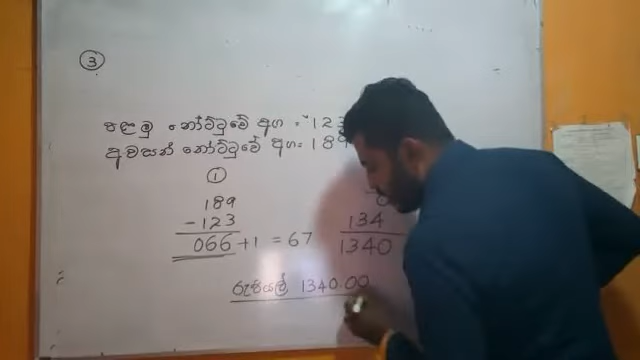 ③
පළමු නෝට්ටුවේ අග = 123
අවසන් නෝට්ටුවේ අග = 189
①
189
-123
066 +1 = 67
134
1340
රුපියල් 1340.00